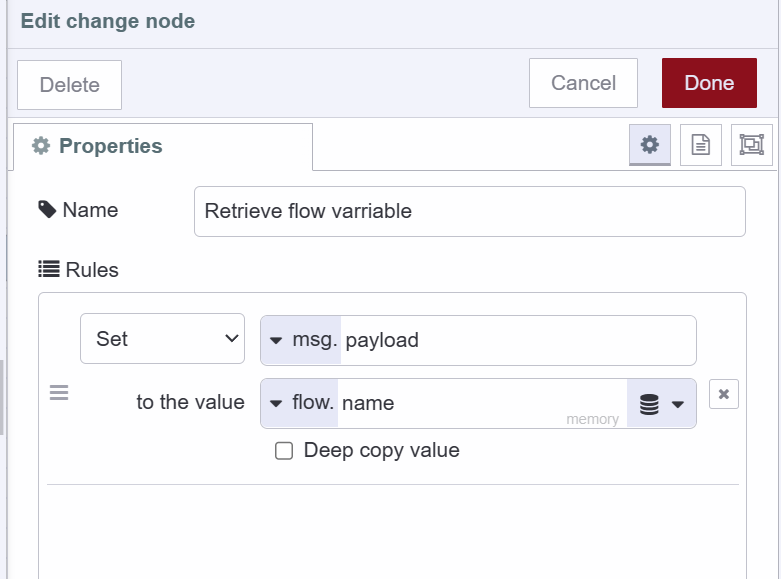 Edit change node
Delete
Cancel
Done
Properties
Name
Retrieve flow varriable
Rules
Set
msg. payload
to the value
flow. name
memory
Deep copy value